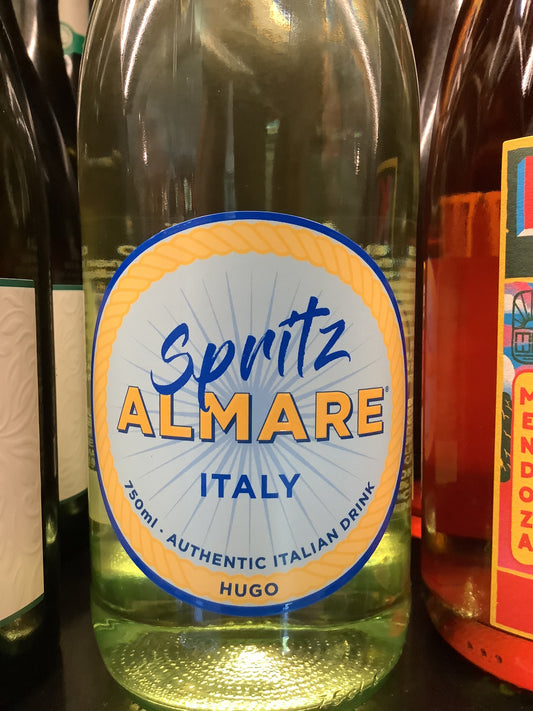 Spritz
ALMARE®
ITALY
750ml · AUTHENTIC ITALIAN DRINK
HUGO
MENDOZA